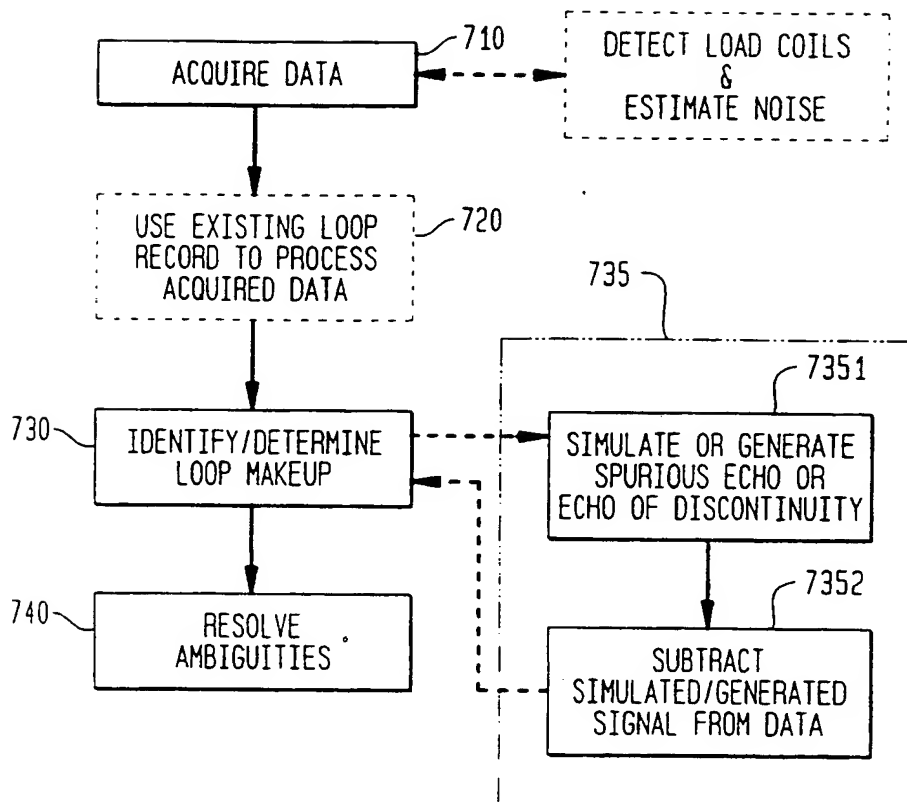 710
ACQUIRE DATA
DETECT LOAD COILS
&
ESTIMATE NOISE
720
USE EXISTING LOOP
RECORD TO PROCESS
ACQUIRED DATA
735
7351
730
IDENTIFY/DETERMINE
LOOP MAKEUP
SIMULATE OR GENERATE
SPURIOUS ECHO OR
ECHO OF DISCONTINUITY
7352
740
RESOLVE
AMBIGUITIES
SUBTRACT
SIMULATED/GENERATED
SIGNAL FROM DATA